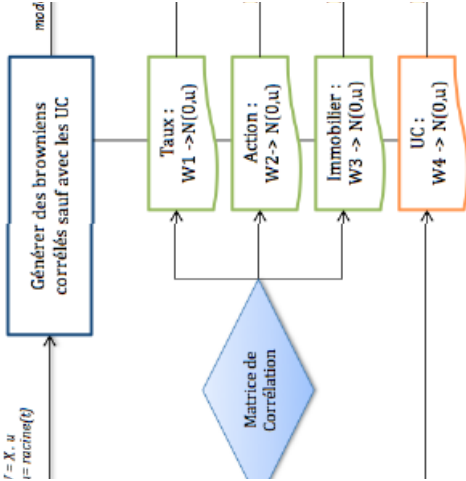 Générer des browniens
corrélés sauf avec les UC
Taux :
W1 ->N(0,u)
Action :
W2-> N(0,u)
Immobilier :
W3 -> N(0,u)
UC :
W4 -> N(0,u)
Matrice de
Corrélation
= X . u
= racine(t)